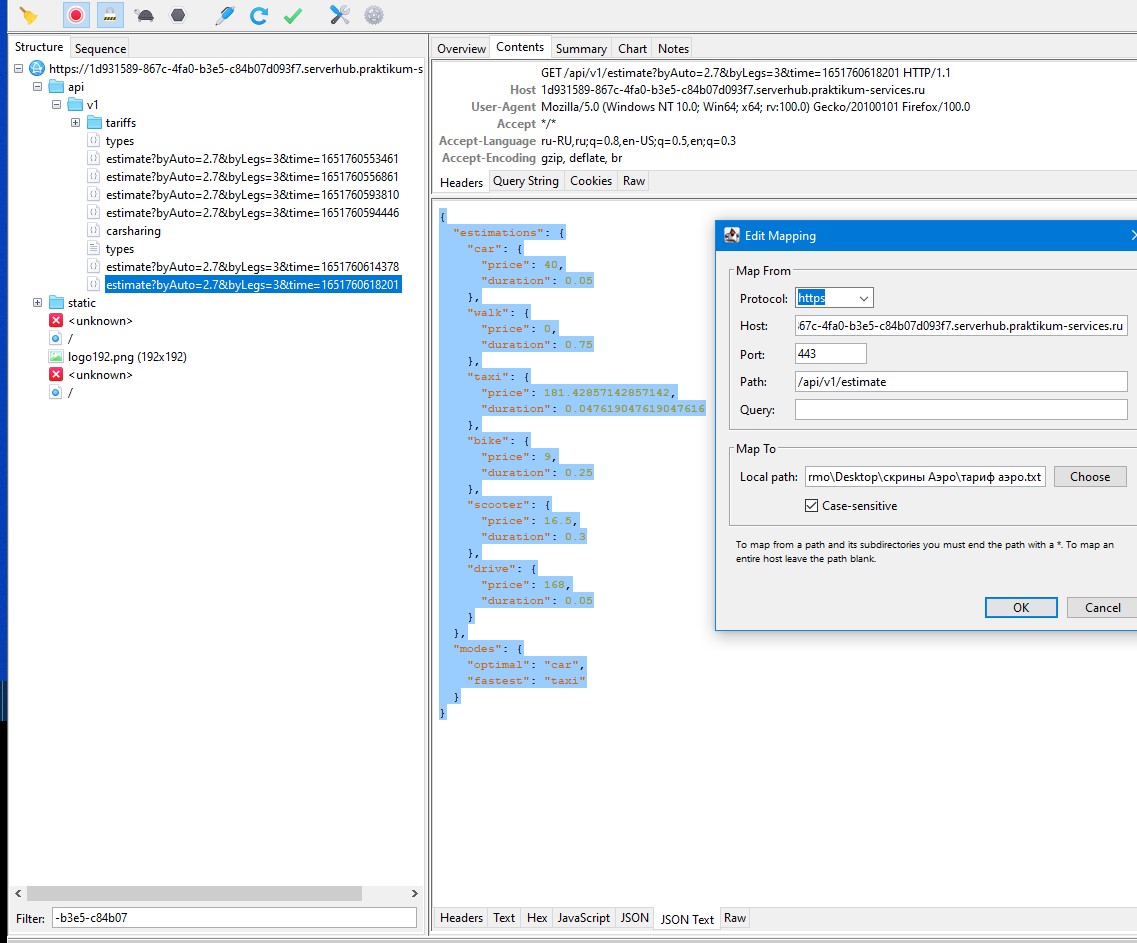 Structure
Sequence
https://1d931589-867c-4fa0-b3e5-c84b07d093f7.serverhub.praktikum-s
api
v1
tariffs
types
estimate?byAuto=2.7&byLegs=3&time=1651760553461
estimate?byAuto=2.7&byLegs=3&time=1651760556861
estimate?byAuto=2.7&byLegs=3&time=1651760593810
estimate?byAuto=2.7&byLegs=3&time=1651760594446
carsharing
types
estimate?byAuto=2.7&byLegs=3&time=1651760614378
estimate?byAuto=2.7&byLegs=3&time=1651760618201
static
<unknown>
/
logo192.png (192x192)
<unknown>
/
Filter: -b3e5-c84b07
Overview Contents Summary Chart Notes
GET /api/v1/estimate?byAuto=2.7&byLegs=3&time=1651760618201 HTTP/1.1
Host 1d931589-867c-4fa0-b3e5-c84b07d093f7.serverhub.praktikum-services.ru
User-Agent Mozilla/5.0 (Windows NT 10.0; Win64; x64; rv:100.0) Gecko/20100101 Firefox/100.0
Accept */*
Accept-Language ru-RU,ru;q=0.8,en-US;q=0.5,en;q=0.3
Accept-Encoding gzip, deflate, br
Headers Query String Cookies Raw
{
"estimations": {
"car": {
"price": 40,
"duration": 0.05
},
"walk": {
"price": 0,
"duration": 0.75
},
"taxi": {
"price": 181.42857142857142,
"duration": 0.047619047619047616
},
"bike": {
"price": 9,
"duration": 0.25
},
"scooter": {
"price": 16.5,
"duration": 0.3
},
"drive": {
"price": 168,
"duration": 0.05
}
},
"modes": {
"optimal": "car",
"fastest": "taxi"
}
}
Headers Text Hex JavaScript JSON JSON Text Raw
Edit Mapping
Map From
Protocol: https
Host: 67c-4fa0-b3e5-c84b07d093f7.serverhub.praktikum-services.ru
Port: 443
Path: /api/v1/estimate
Query:
Map To
Local path: rmo\Desktop\скрины Аэро\тариф аэро.txt Choose
Case-sensitive
To map from a path and its subdirectories you must end the path with a *. To map an
entire host leave the path blank.
OK Cancel